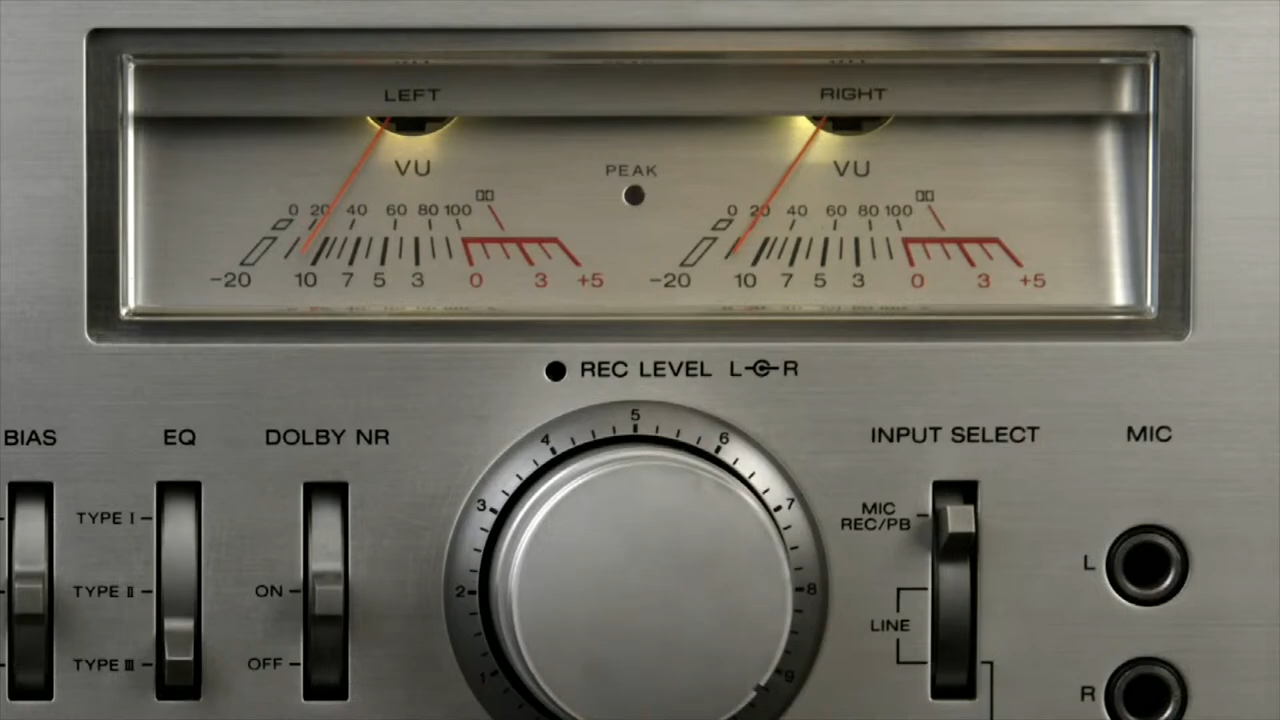 LEFT
RIGHT
VU
PEAK
VU
0 20 40 60 80 100
0 20 40 60 80 100
-20 10 7 5 3 0 3 +5
-20 10 7 5 3 0 3 +5
REC LEVEL L R
BIAS
EQ
DOLBY NR
INPUT SELECT
MIC
5
4
6
3
7
2
8
1
9
TYPE I
TYPE II
TYPE III
ON
OFF
MIC
REC/PB
LINE
L
R